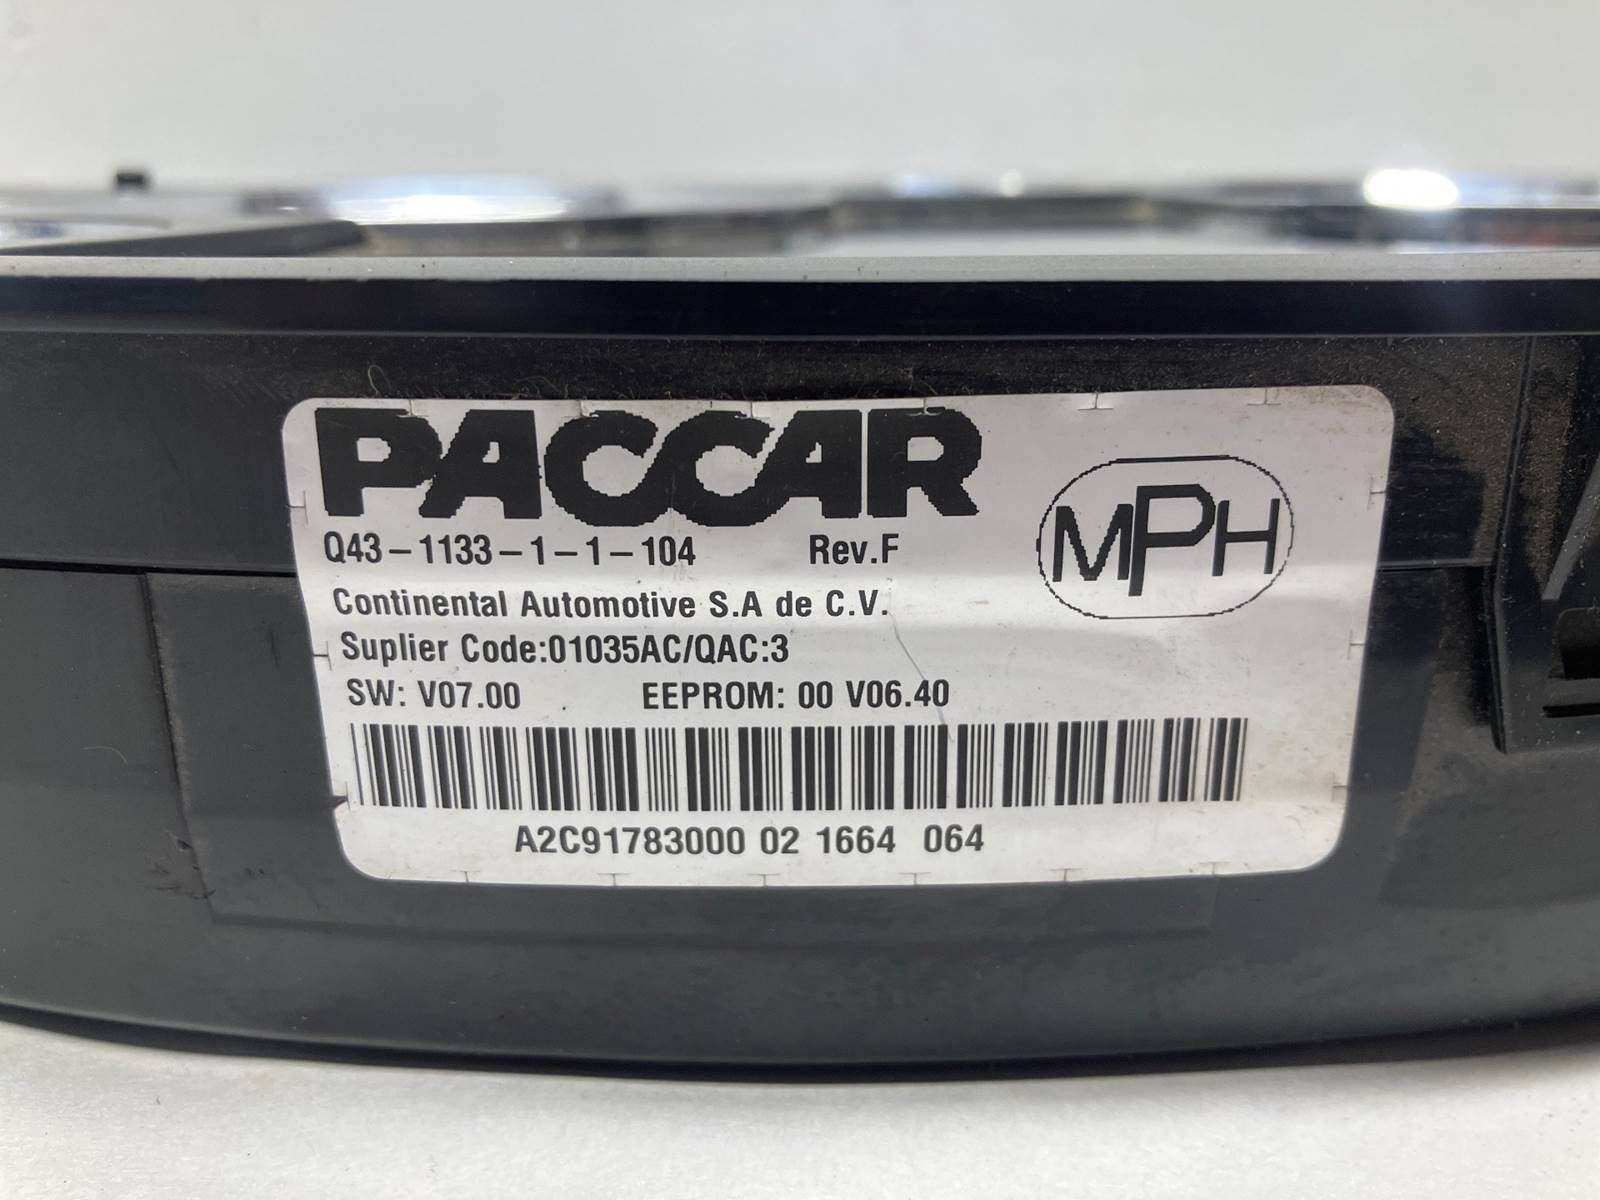 PACCAR
Q43-1133-1-1-104 Rev.F
MPH
Continental Automotive S.A de C.V.
Suplier Code:01035AC/QAC:3
SW: V07.00 EEPROM: 00 V06.40
A2C91783000 02 1664 064